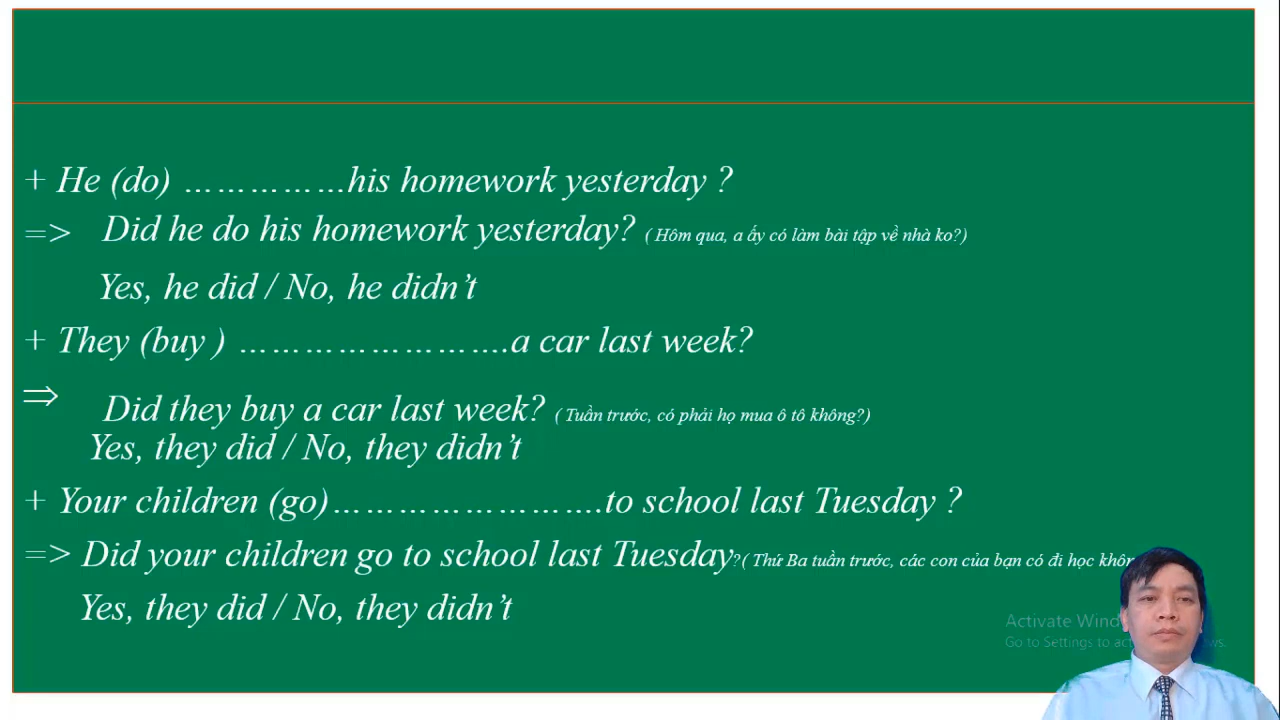 + He (do) ……………his homework yesterday ?
=> Did he do his homework yesterday? ( Hôm qua, a ấy có làm bài tập về nhà ko?)
Yes, he did / No, he didn’t
+ They (buy ) …………………….a car last week?
⇒ Did they buy a car last week? ( Tuần trước, có phải họ mua ô tô không?)
Yes, they did / No, they didn’t
+ Your children (go)…………………….to school last Tuesday ?
=> Did your children go to school last Tuesday?( Thứ Ba tuần trước, các con của bạn có đi học
Yes, they did / No, they didn’t
Activate
Go to Settings to